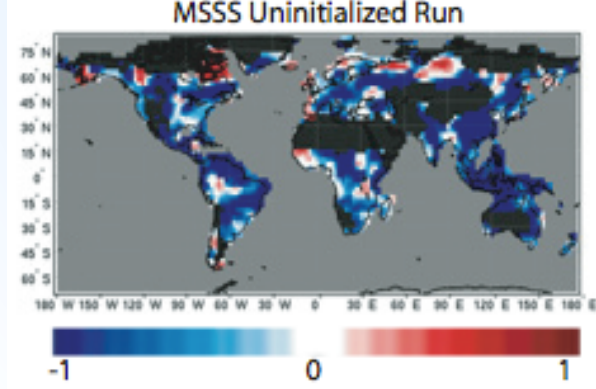 MSSS Uninitialized Run
75° N
60° N
45° N
30° N
15° N
0°
15° S
30° S
45° S
60° S
180 W 150 W 120 W 90 W 60 W 30 W 0 30 E 60 E 90 E 120 E 150 E 180 E
-1 0 1